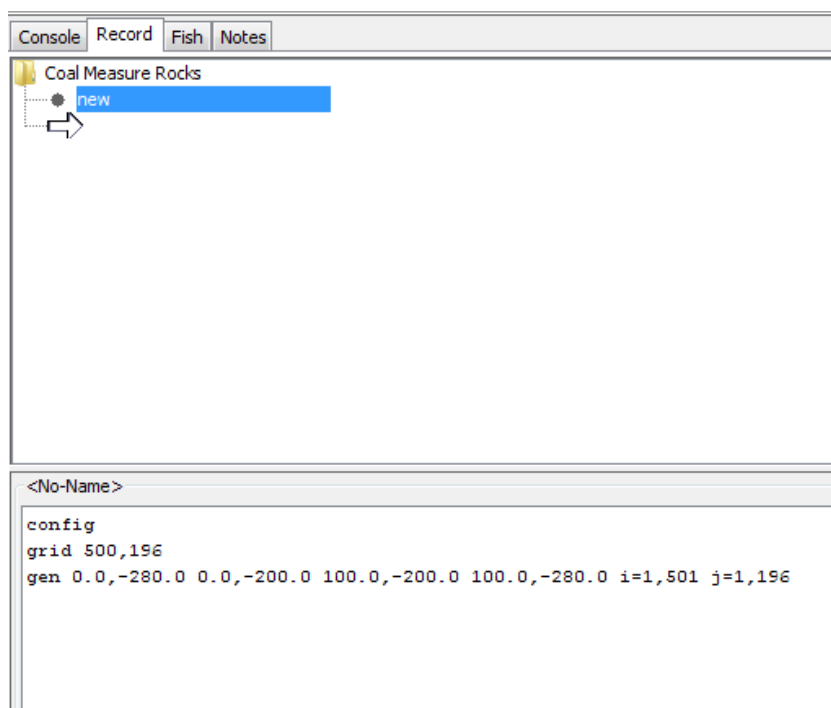 Console Record Fish Notes
Coal Measure Rocks
new
<No-Name>
config
grid 500,196
gen 0.0,-280.0 0.0,-200.0 100.0,-200.0 100.0,-280.0 i=1,501 j=1,196